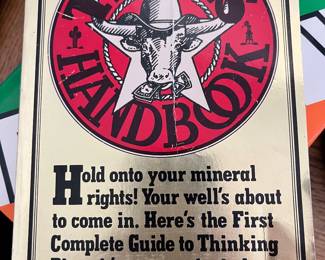 HANDBOOK
Hold onto your mineral
rights! Your well's about
to come in. Here's the First
Complete Guide to Thinking